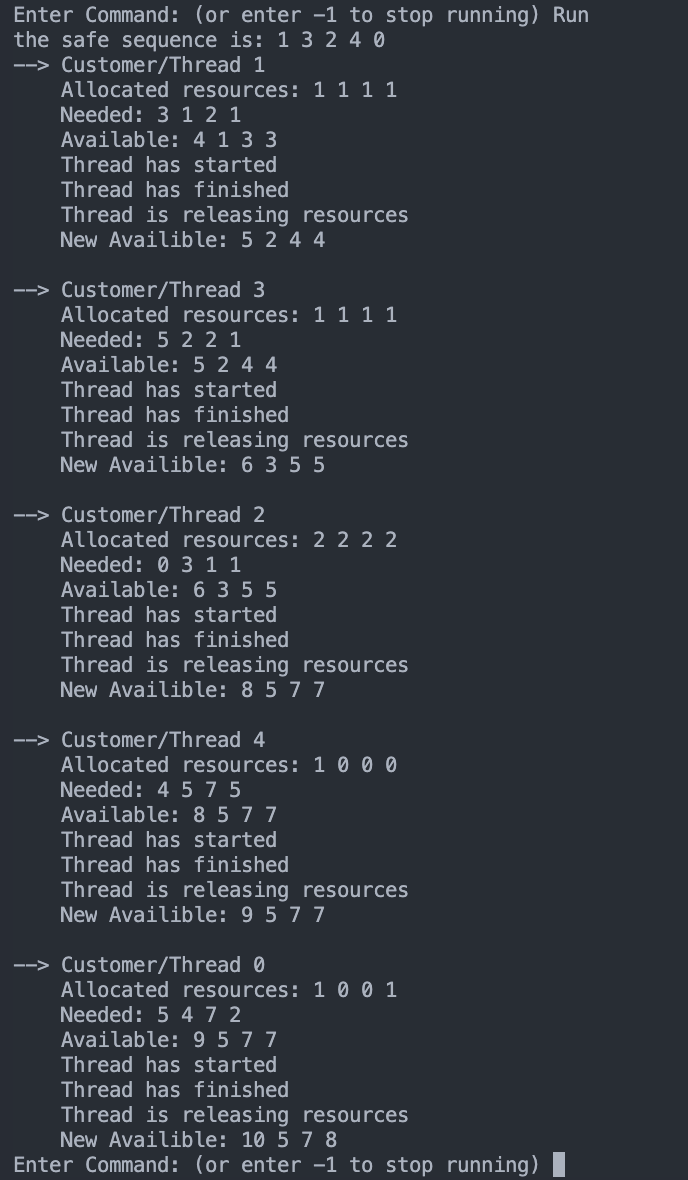 Enter Command: (or enter -1 to stop running) Run
the safe sequence is: 1 3 2 4 0
--> Customer/Thread 1
    Allocated resources: 1 1 1 1
    Needed: 3 1 2 1
    Available: 4 1 3 3
    Thread has started
    Thread has finished
    Thread is releasing resources
    New Availible: 5 2 4 4

--> Customer/Thread 3
    Allocated resources: 1 1 1 1
    Needed: 5 2 2 1
    Available: 5 2 4 4
    Thread has started
    Thread has finished
    Thread is releasing resources
    New Availible: 6 3 5 5

--> Customer/Thread 2
    Allocated resources: 2 2 2 2
    Needed: 0 3 1 1
    Available: 6 3 5 5
    Thread has started
    Thread has finished
    Thread is releasing resources
    New Availible: 8 5 7 7

--> Customer/Thread 4
    Allocated resources: 1 0 0 0
    Needed: 4 5 7 5
    Available: 8 5 7 7
    Thread has started
    Thread has finished
    Thread is releasing resources
    New Availible: 9 5 7 7

--> Customer/Thread 0
    Allocated resources: 1 0 0 1
    Needed: 5 4 7 2
    Available: 9 5 7 7
    Thread has started
    Thread has finished
    Thread is releasing resources
    New Availible: 10 5 7 8
Enter Command: (or enter -1 to stop running)